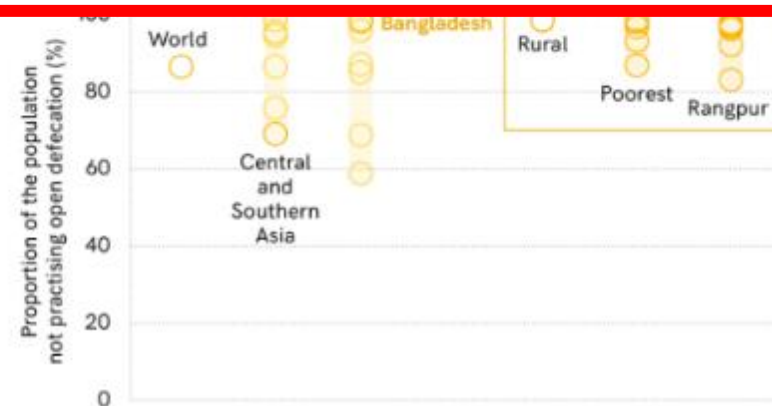 Proportion of the population
not practising open defecation (%)
100
80
60
40
20
0
World
Central
and
Southern
Asia
Bangladesh
Rural
Poorest
Rangpur